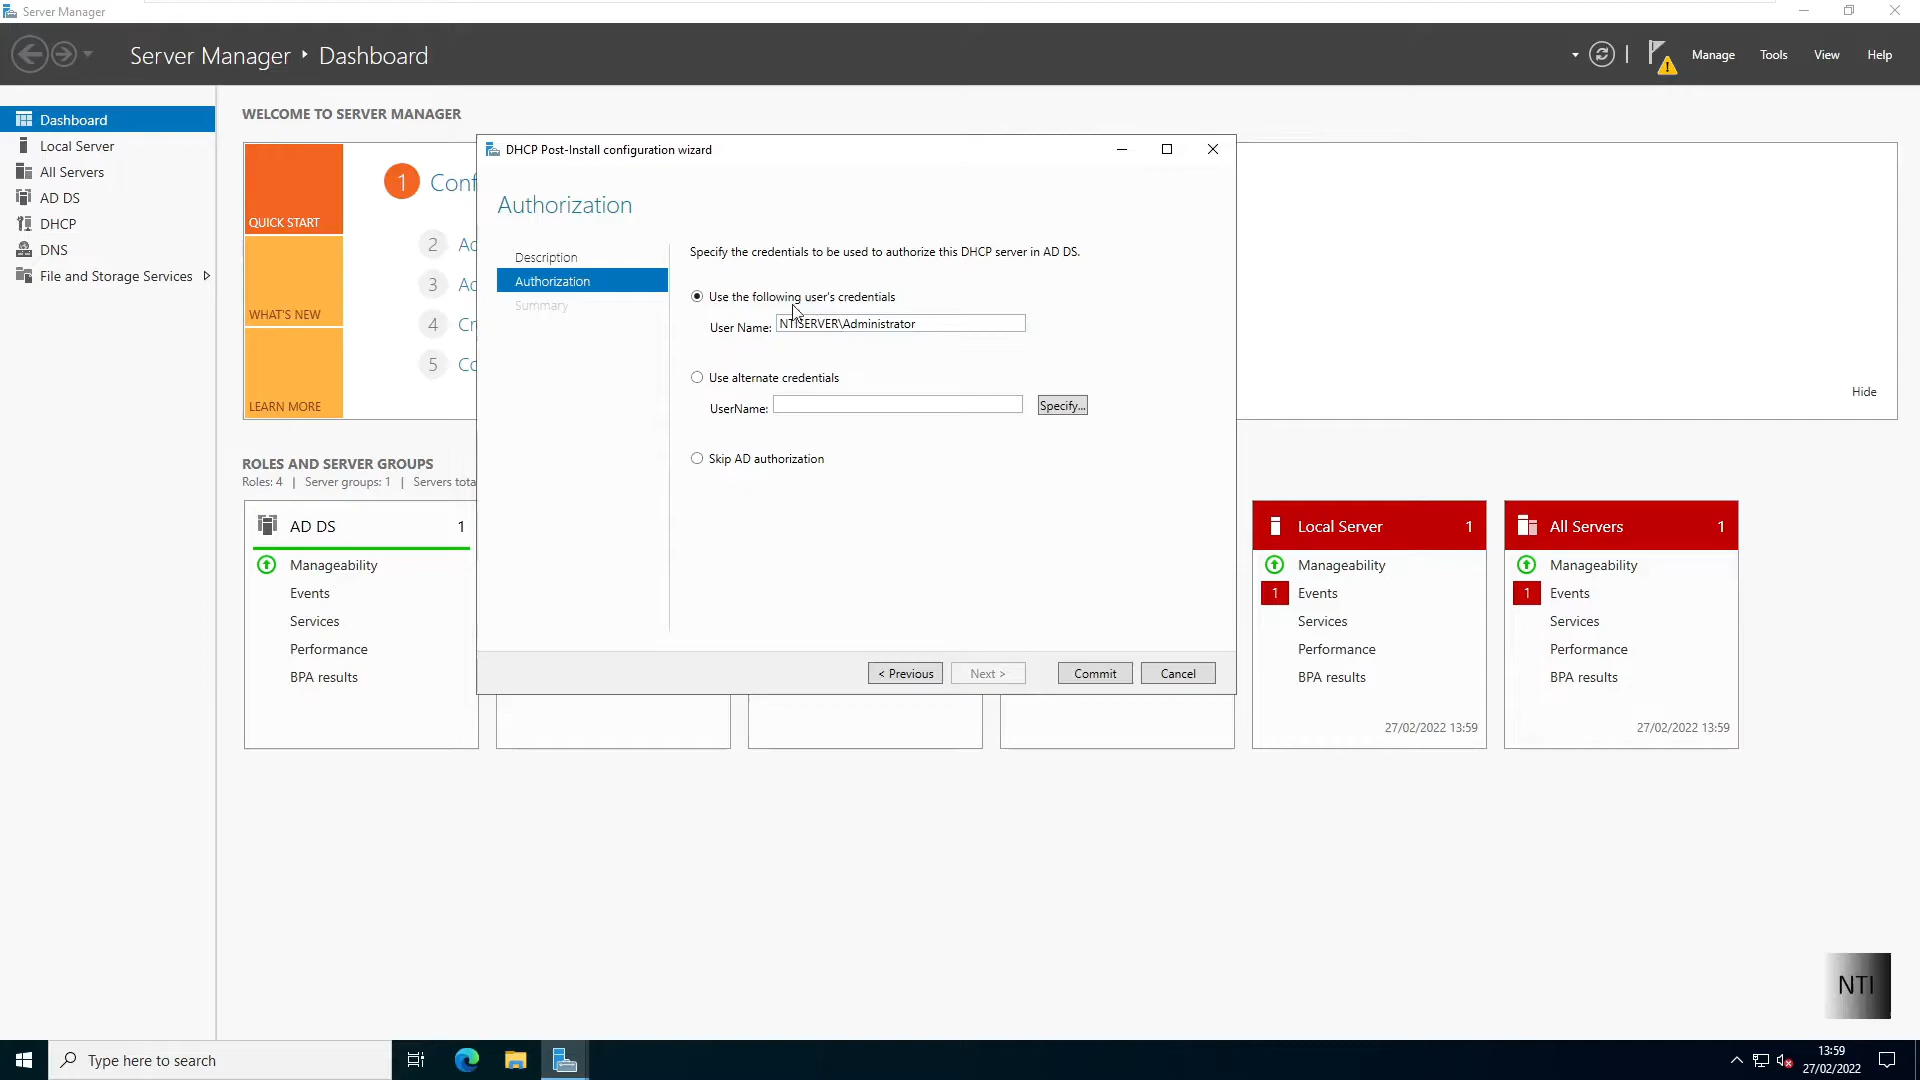 Server Manager
Server Manager ‣ Dashboard
Manage
Tools
View
Help
Dashboard
Local Server
All Servers
AD DS
DHCP
DNS
File and Storage Services
WELCOME TO SERVER MANAGER
QUICK START
WHAT'S NEW
LEARN MORE
1 Conf
2 Ad
3 Ad
4 Cr
5 Co
Hide
DHCP Post-Install configuration wizard
Authorization
Description
Authorization
Summary
Specify the credentials to be used to authorize this DHCP server in AD DS.
Use the following user's credentials
User Name: NTISERVER\Administrator
Use alternate credentials
UserName:
Specify...
Skip AD authorization
< Previous
Next >
Commit
Cancel
ROLES AND SERVER GROUPS
Roles: 4 | Server groups: 1 | Servers tota
AD DS 1
Manageability
Events
Services
Performance
BPA results
Local Server 1
Manageability
1 Events
Services
Performance
BPA results
27/02/2022 13:59
All Servers 1
Manageability
1 Events
Services
Performance
BPA results
27/02/2022 13:59
NTI
Type here to search
13:59
27/02/2022